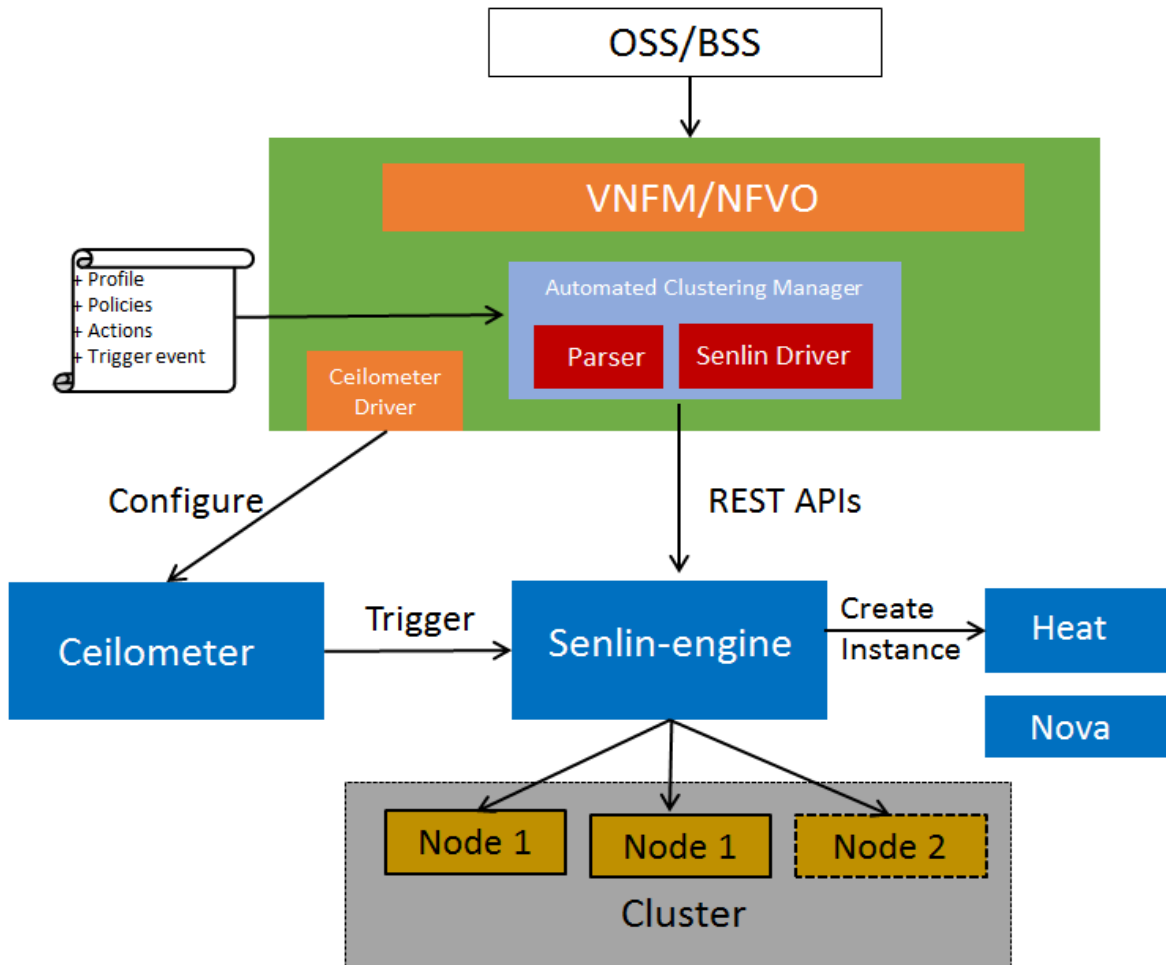 OSS/BSS
VNFM/NFVO
+ Profile
+ Policies
+ Actions
+ Trigger event
Automated Clustering Manager
Parser
Senlin Driver
Ceilometer
Driver
Configure
REST APIs
Ceilometer
Trigger
Senlin-engine
Create
Instance
Heat
Nova
Node 1
Node 1
Node 2
Cluster